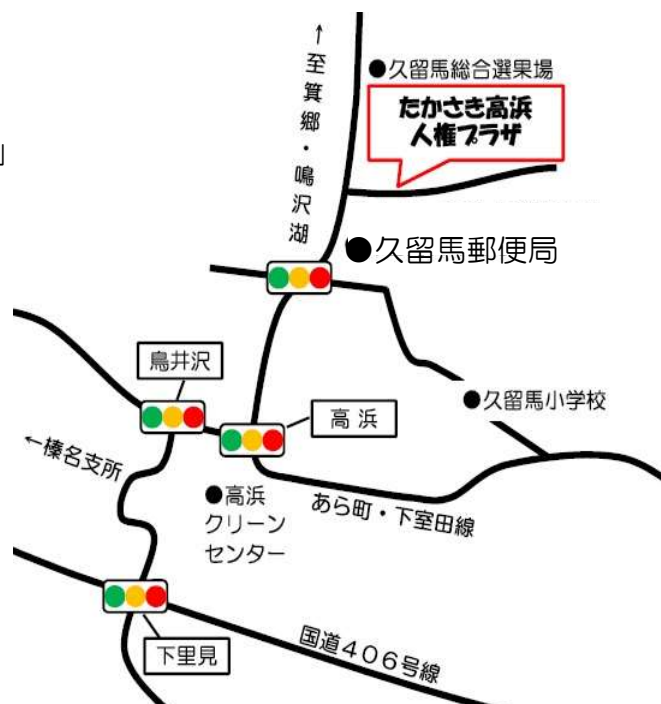 ↑至箕郷・鳴沢湖
●久留馬総合選果場
たかさき高浜
人権プラザ
●久留馬郵便局
鳥井沢
高浜
●久留馬小学校
←榛名支所
●高浜
クリーン
センター
あら町・下室田線
下里見
国道406号線